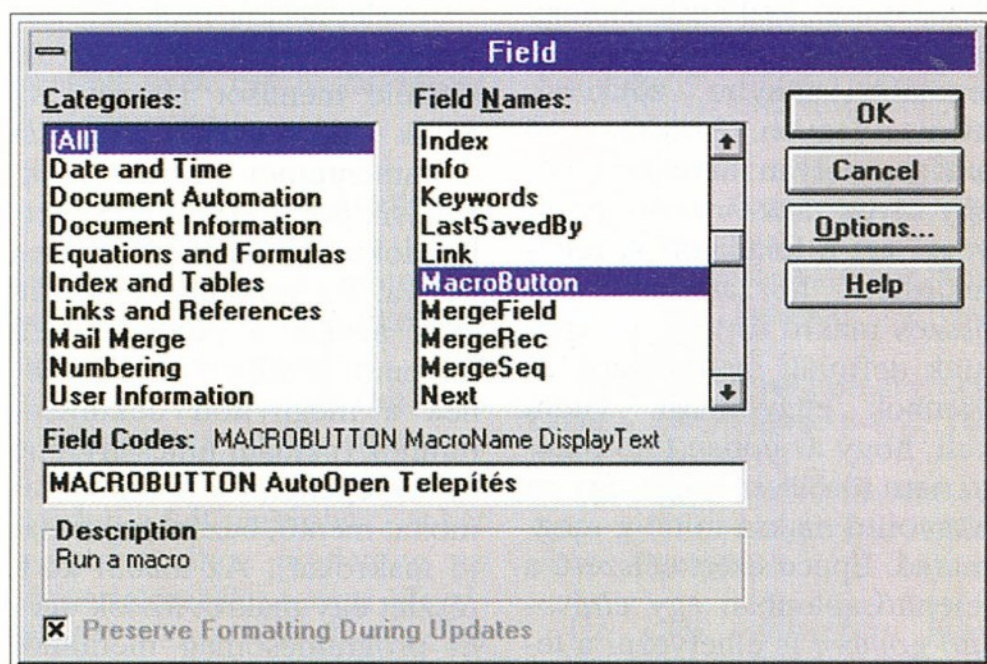 Field
Categories:
[All]
Date and Time
Document Automation
Document Information
Equations and Formulas
Index and Tables
Links and References
Mail Merge
Numbering
User Information
Field Names:
Index
Info
Keywords
LastSavedBy
Link
MacroButton
MergeField
MergeRec
MergeSeq
Next
OK
Cancel
Options...
Help
Field Codes: MACROBUTTON MacroName DisplayText
MACROBUTTON AutoOpen Telepítés
Description
Run a macro
Preserve Formatting During Updates